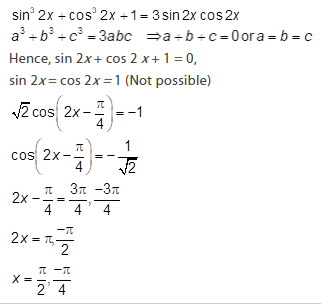 sin³ 2x + cos³ 2x + 1 = 3 sin 2x cos 2x
a³ + b³ + c³ = 3abc ⇒ a + b + c = 0 or a = b = c
Hence, sin 2x + cos 2 x + 1 = 0,
sin 2x = cos 2x = 1 (Not possible)
√2 cos(2x − π/4) = −1
cos(2x − π/4) = − 1/√2
2x − π/4 = 3π/4, −3π/4
2x = π, −π/2
x = π/2, −π/4